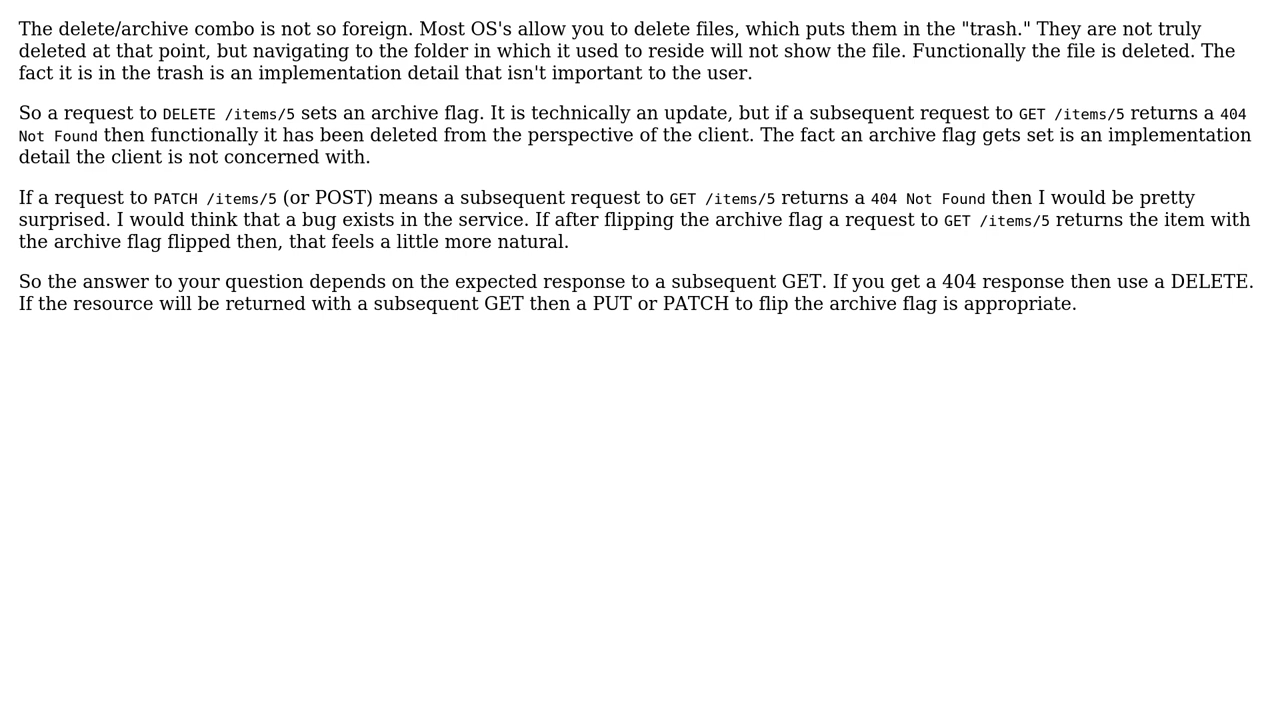 The delete/archive combo is not so foreign. Most OS's allow you to delete files, which puts them in the "trash." They are not truly
deleted at that point, but navigating to the folder in which it used to reside will not show the file. Functionally the file is deleted. The
fact it is in the trash is an implementation detail that isn't important to the user.
So a request to DELETE /items/5 sets an archive flag. It is technically an update, but if a subsequent request to GET /items/5 returns a 404
Not Found then functionally it has been deleted from the perspective of the client. The fact an archive flag gets set is an implementation
detail the client is not concerned with.
If a request to PATCH /items/5 (or POST) means a subsequent request to GET /items/5 returns a 404 Not Found then I would be pretty
surprised. I would think that a bug exists in the service. If after flipping the archive flag a request to GET /items/5 returns the item with
the archive flag flipped then, that feels a little more natural.
So the answer to your question depends on the expected response to a subsequent GET. If you get a 404 response then use a DELETE.
If the resource will be returned with a subsequent GET then a PUT or PATCH to flip the archive flag is appropriate.